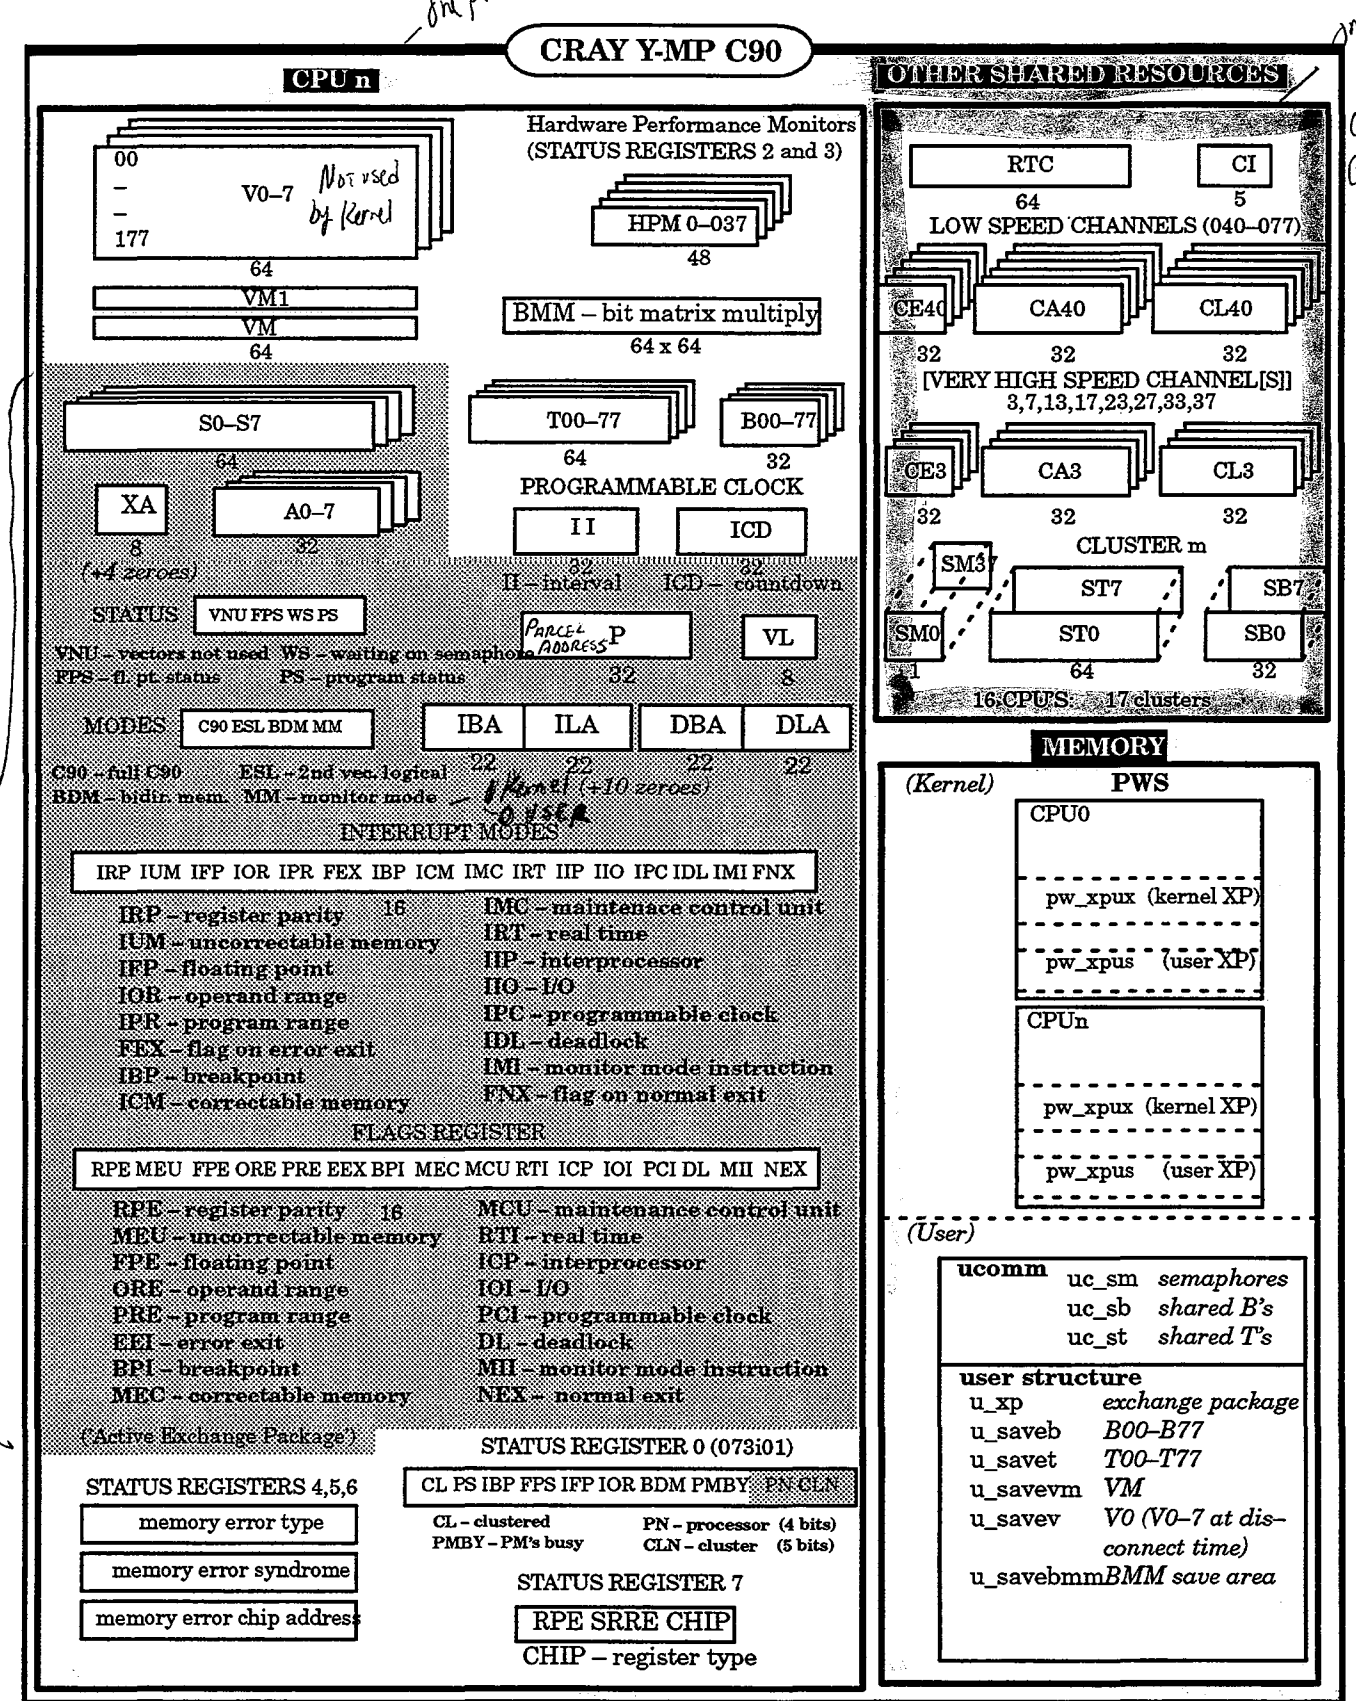 CRAY Y-MP C90
CPU n
00
–
–
177
V0–7
Not used
by Kernel
64
VM1
VM
64
Hardware Performance Monitors
(STATUS REGISTERS 2 and 3)
HPM 0–037
48
BMM – bit matrix multiply
64 x 64
S0–S7
64
T00–77
64
B00–77
32
XA
8
(+4 zeroes)
A0–7
32
PROGRAMMABLE CLOCK
II
32
ICD
32
II – interval
ICD – countdown
STATUS
VNU FPS WS PS
VNU – vectors not used WS – waiting on semaphore
FPS – fl. pt. status PS – program status
PARCEL
ADDRESS
P
32
VL
8
MODES
C90 ESL BDM MM
IBA
ILA
DBA
DLA
22
22
22
22
C90 – full C90 ESL – 2nd vec. logical
BDM – bidir. mem. MM – monitor mode
1 Kernel
0 USER
(+10 zeroes)
INTERRUPT MODES
IRP IUM IFP IOR IPR FEX IBP ICM IMC IRT IIP IIO IPC IDL IMI FNX
16
IRP – register parity
IUM – uncorrectable memory
IFP – floating point
IOR – operand range
IPR – program range
FEX – flag on error exit
IBP – breakpoint
ICM – correctable memory
IMC – maintenace control unit
IRT – real time
IIP – interprocessor
IIO – I/O
IPC – programmable clock
IDL – deadlock
IMI – monitor mode instruction
FNX – flag on normal exit
FLAGS REGISTER
RPE MEU FPE ORE PRE EEX BPI MEC MCU RTI ICP IOI PCI DL MII NEX
16
RPE – register parity
MEU – uncorrectable memory
FPE – floating point
ORE – operand range
PRE – program range
EEI – error exit
BPI – breakpoint
MEC – correctable memory
MCU – maintenance control unit
RTI – real time
ICP – interprocessor
IOI – I/O
PCI – programmable clock
DL – deadlock
MII – monitor mode instruction
NEX – normal exit
('Active Exchange Package')
STATUS REGISTERS 4,5,6
memory error type
memory error syndrome
memory error chip address
STATUS REGISTER 0 (073i01)
CL PS IBP FPS IFP IOR BDM PMBY PN CLN
CL – clustered PN – processor (4 bits)
PMBY – PM's busy CLN – cluster (5 bits)
STATUS REGISTER 7
RPE SRRE CHIP
CHIP – register type
OTHER SHARED RESOURCES
RTC
64
CI
5
LOW SPEED CHANNELS (040–077)
CE40
CA40
CL40
32
32
32
[VERY HIGH SPEED CHANNEL[S]]
3,7,13,17,23,27,33,37
CE3
CA3
CL3
32
32
32
CLUSTER m
SM37
ST7
SB7
SM0
ST0
SB0
1
64
32
16 CPU'S: 17 clusters
MEMORY
(Kernel)
PWS
CPU0
pw_xpux (kernel XP)
pw_xpus (user XP)
CPUn
pw_xpux (kernel XP)
pw_xpus (user XP)
(User)
ucomm
uc_sm semaphores
uc_sb shared B's
uc_st shared T's
user structure
u_xp exchange package
u_saveb B00–B77
u_savet T00–T77
u_savevm VM
u_savev V0 (V0–7 at dis–
connect time)
u_savebmm BMM save area